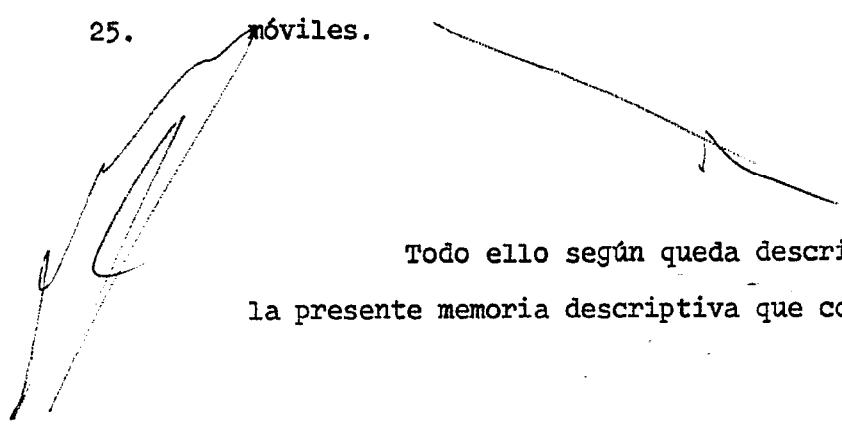 25. móviles.
Todo ello según queda descri
la presente memoria descriptiva que co